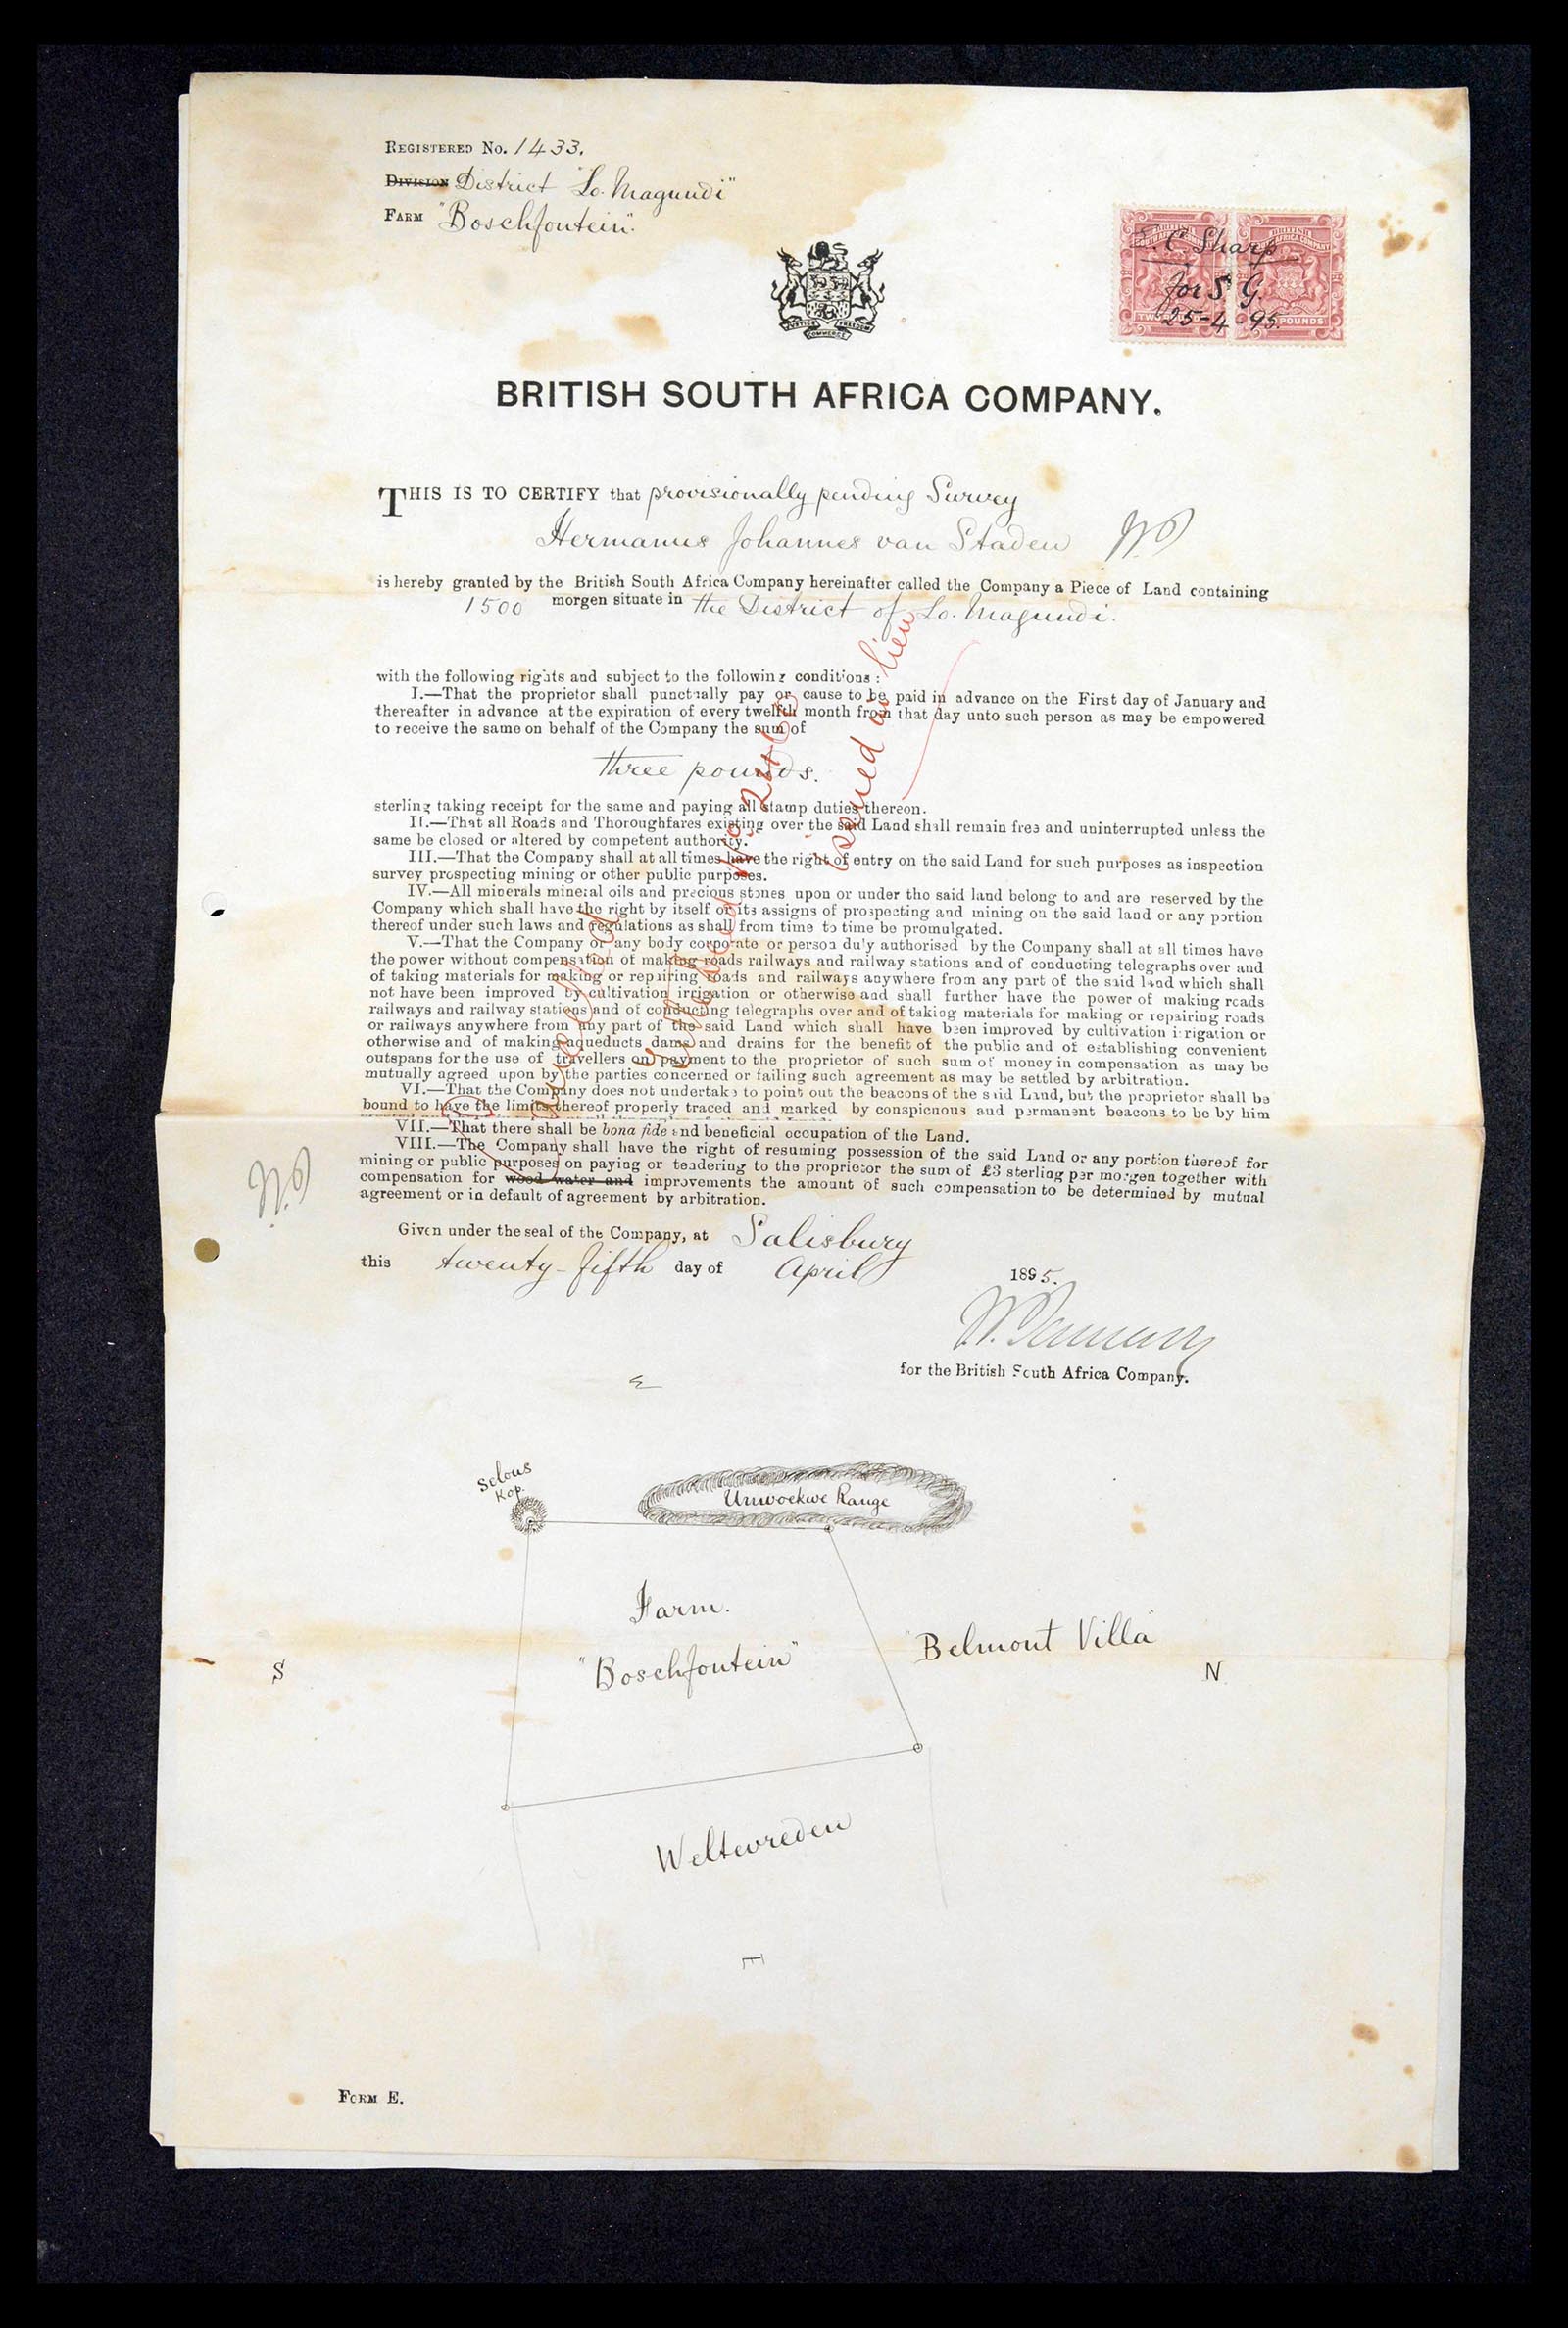 REGISTERED No. 1433.
DIVISION District "Lo. Magundi"
FARM "Boschfontein".
SOUTH AFRICA COMPANY
AFRICA COMPANY
E. C. Sharp
for S G.
25-4-95.
POUNDS
JUSTICE COMMERCE FREEDOM
BRITISH SOUTH AFRICA COMPANY.
THIS IS TO CERTIFY that provisionally pending Survey
Hermanus Johannes van Staden
is hereby granted by the British South Africa Company hereinafter called the Company a Piece of Land containing
1500 morgen situate in the District of Lo. Magundi.
with the following rights and subject to the following conditions:
I.—That the proprietor shall punctually pay or cause to be paid in advance on the First day of January and
thereafter in advance at the expiration of every twelfth month from that day unto such person as may be empowered
to receive the same on behalf of the Company the sum of
three pounds.
sterling taking receipt for the same and paying all stamp duties thereon.
II.—That all Roads and Thoroughfares existing over the said Land shall remain free and uninterrupted unless the
same be closed or altered by competent authority.
III.—That the Company shall at all times have the right of entry on the said Land for such purposes as inspection
survey prospecting mining or other public purposes.
IV.—All minerals mineral oils and precious stones upon or under the said land belong to and are reserved by the
Company which shall have the right by itself or its assigns of prospecting and mining on the said land or any portion
thereof under such laws and regulations as shall from time to time be promulgated.
V.—That the Company or any body corporate or person duly authorised by the Company shall at all times have
the power without compensation of making roads railways and railway stations and of conducting telegraphs over and
of taking materials for making or repairing roads and railways anywhere from any part of the said land which shall
not have been improved by cultivation irrigation or otherwise and shall further have the power of making roads
railways and railway stations and of conducting telegraphs over and of taking materials for making or repairing roads
or railways anywhere from any part of the said Land which shall have been improved by cultivation irrigation or
otherwise and of making aqueducts dams and drains for the benefit of the public and of establishing convenient
outspans for the use of travellers on payment to the proprietor of such sum of money in compensation as may be
mutually agreed upon by the parties concerned or failing such agreement as may be settled by arbitration.
VI.—That the Company does not undertake to point out the beacons of the said Land, but the proprietor shall be
bound to have the limits thereof properly traced and marked by conspicuous and permanent beacons to be by him
VII.—That there shall be bona fide and beneficial occupation of the Land.
VIII.—The Company shall have the right of resuming possession of the said Land or any portion thereof for
mining or public purposes on paying or tendering to the proprietor the sum of £3 sterling per morgen together with
compensation for wood water and improvements the amount of such compensation to be determined by mutual
agreement or in default of agreement by arbitration.
Cancelled
No. 2
issued in lieu
Given under the seal of the Company, at Salisbury
this twenty-fifth day of April 1895.
for the British South Africa Company.
E
Selous
Kop.
Umvoekwe Range
Farm.
"Boschfontein"
"Belmont Villa"
S
N
Weltevreden
FORM E.